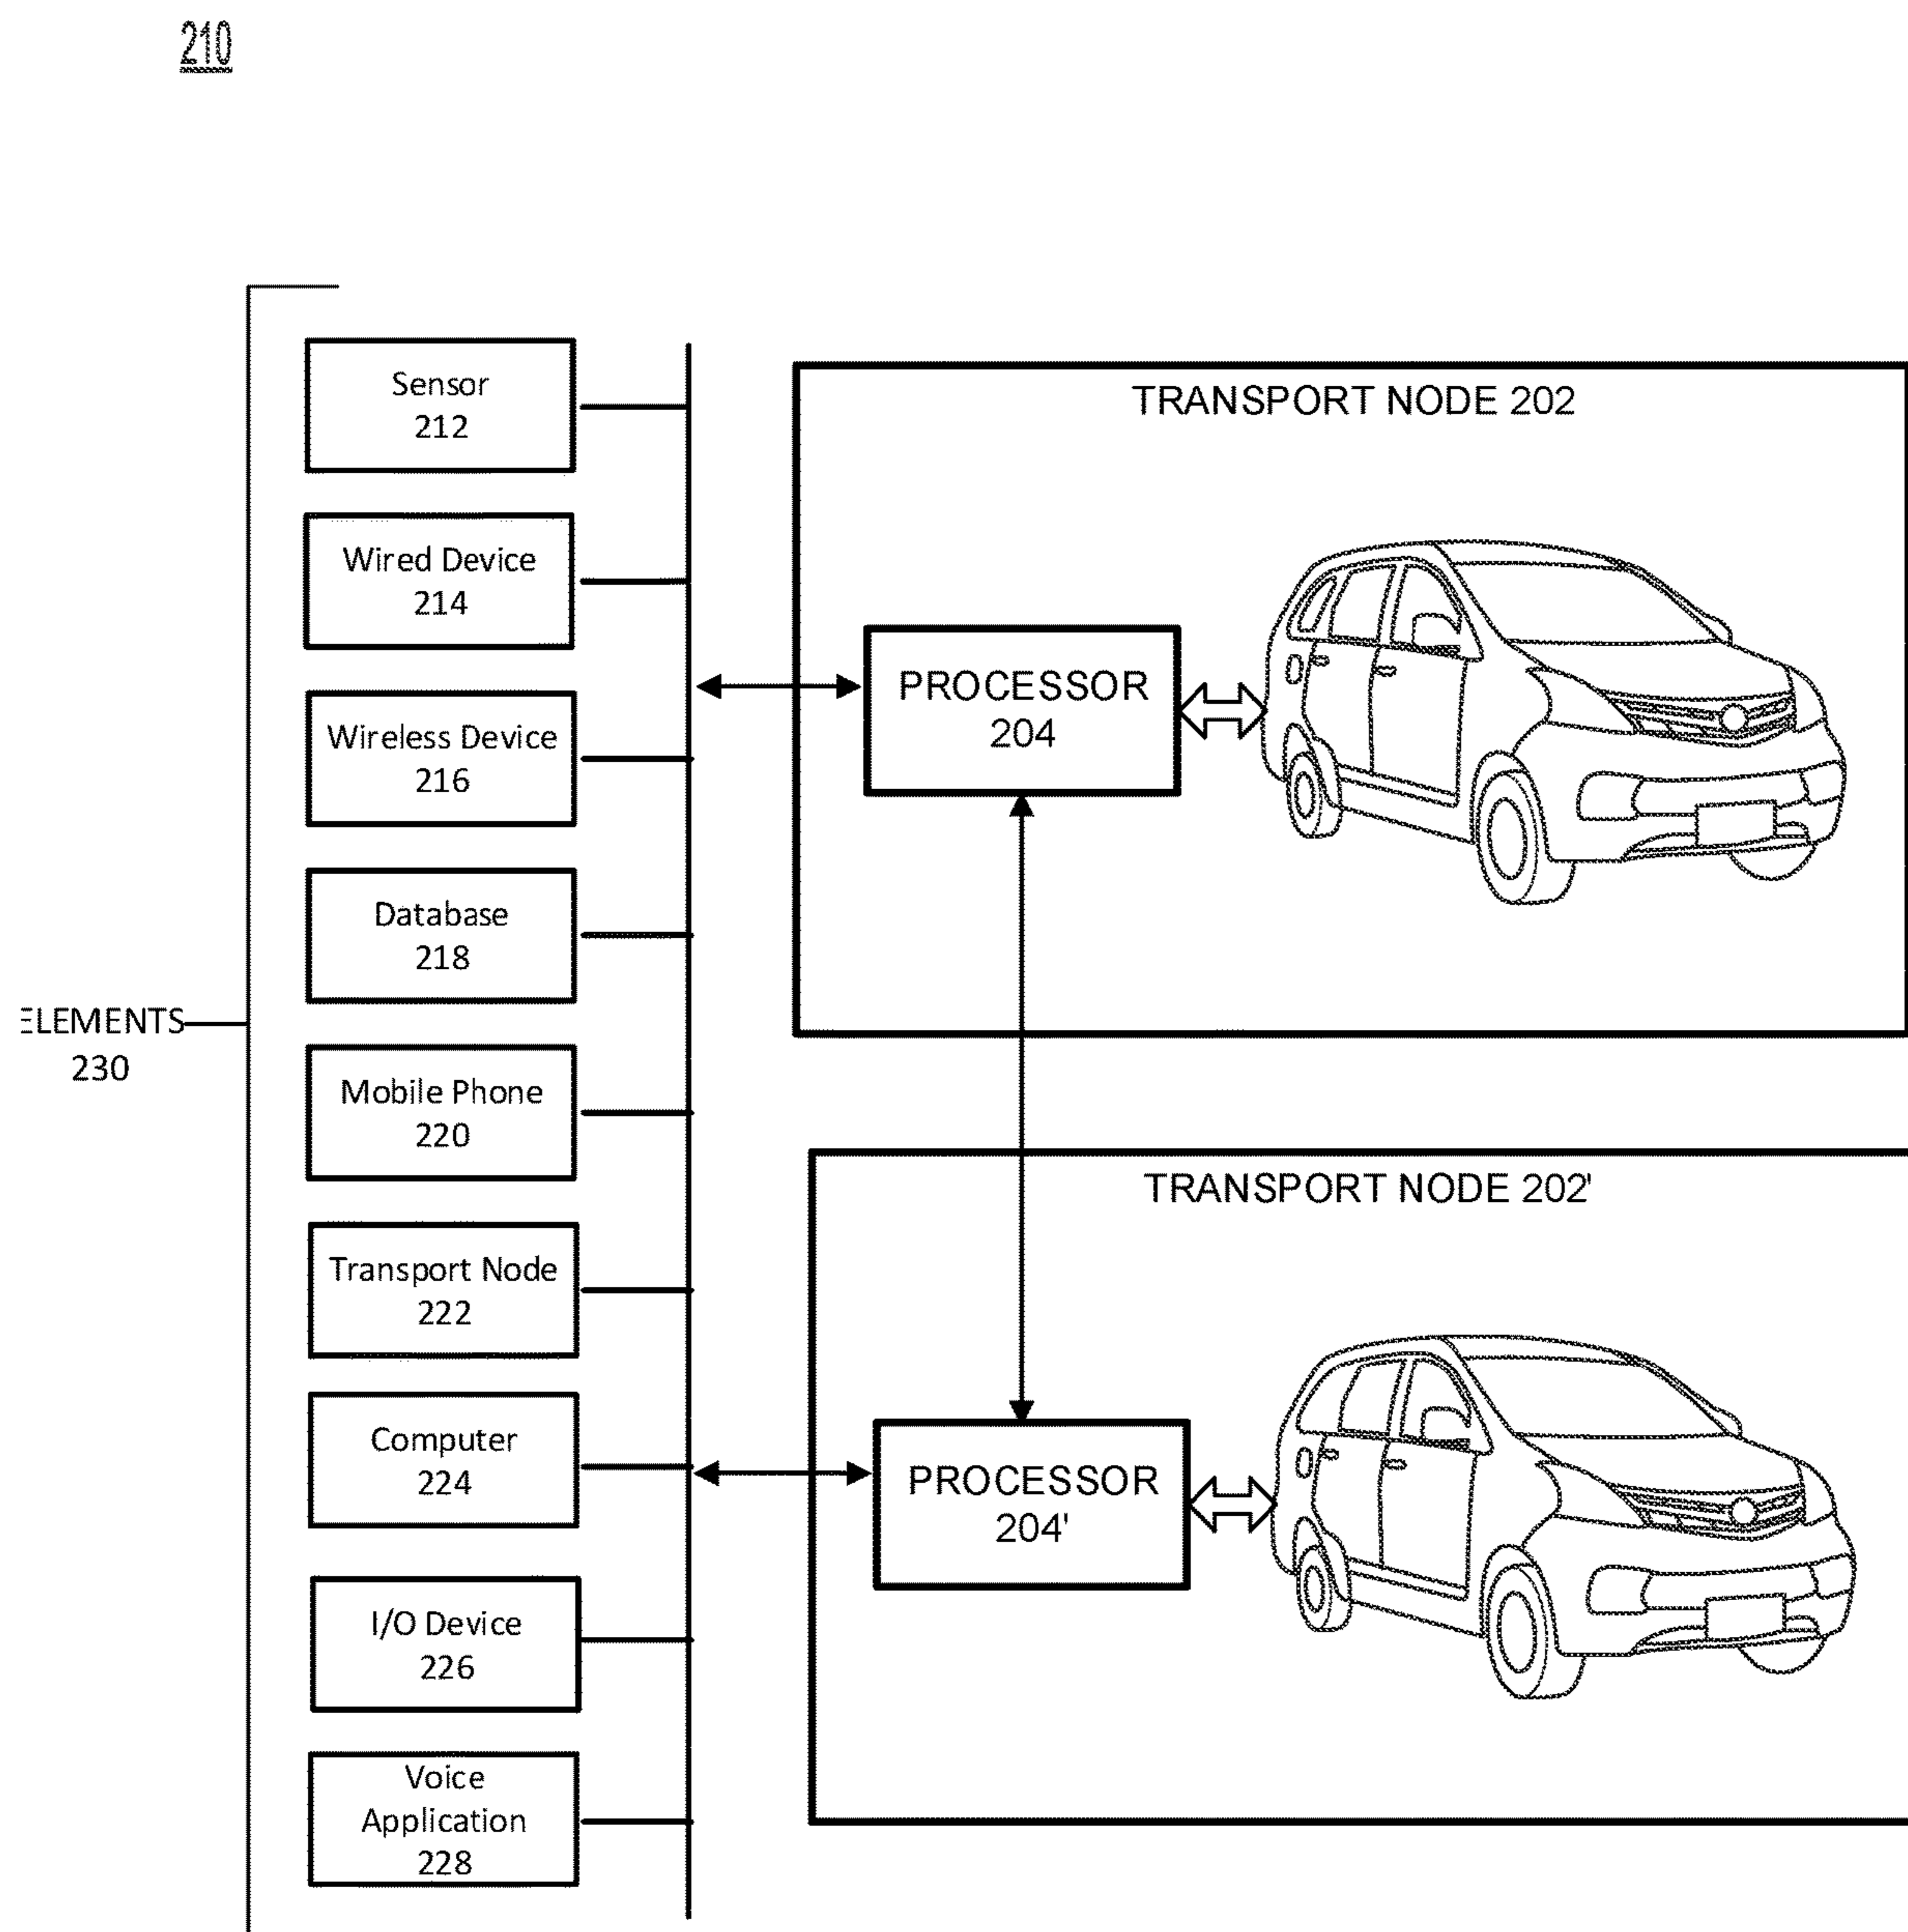 210
Sensor
212
Wired Device
214
Wireless Device
216
Database
218
ELEMENTS
230
Mobile Phone
220
Transport Node
222
Computer
224
I/O Device
226
Voice
Application
228
TRANSPORT NODE 202
PROCESSOR
204
TRANSPORT NODE 202'
PROCESSOR
204'